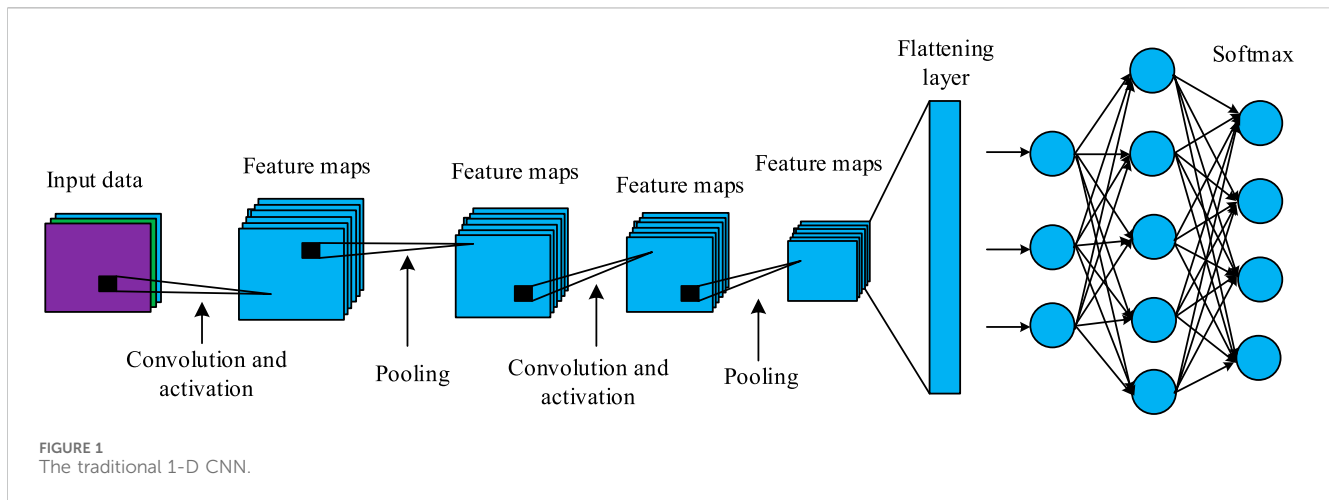 Flattening
layer
Softmax
Input data
Feature maps
Feature maps
Feature maps
Feature maps
Convolution and
activation
Pooling
Convolution and
activation
Pooling
FIGURE 1
The traditional 1-D CNN.